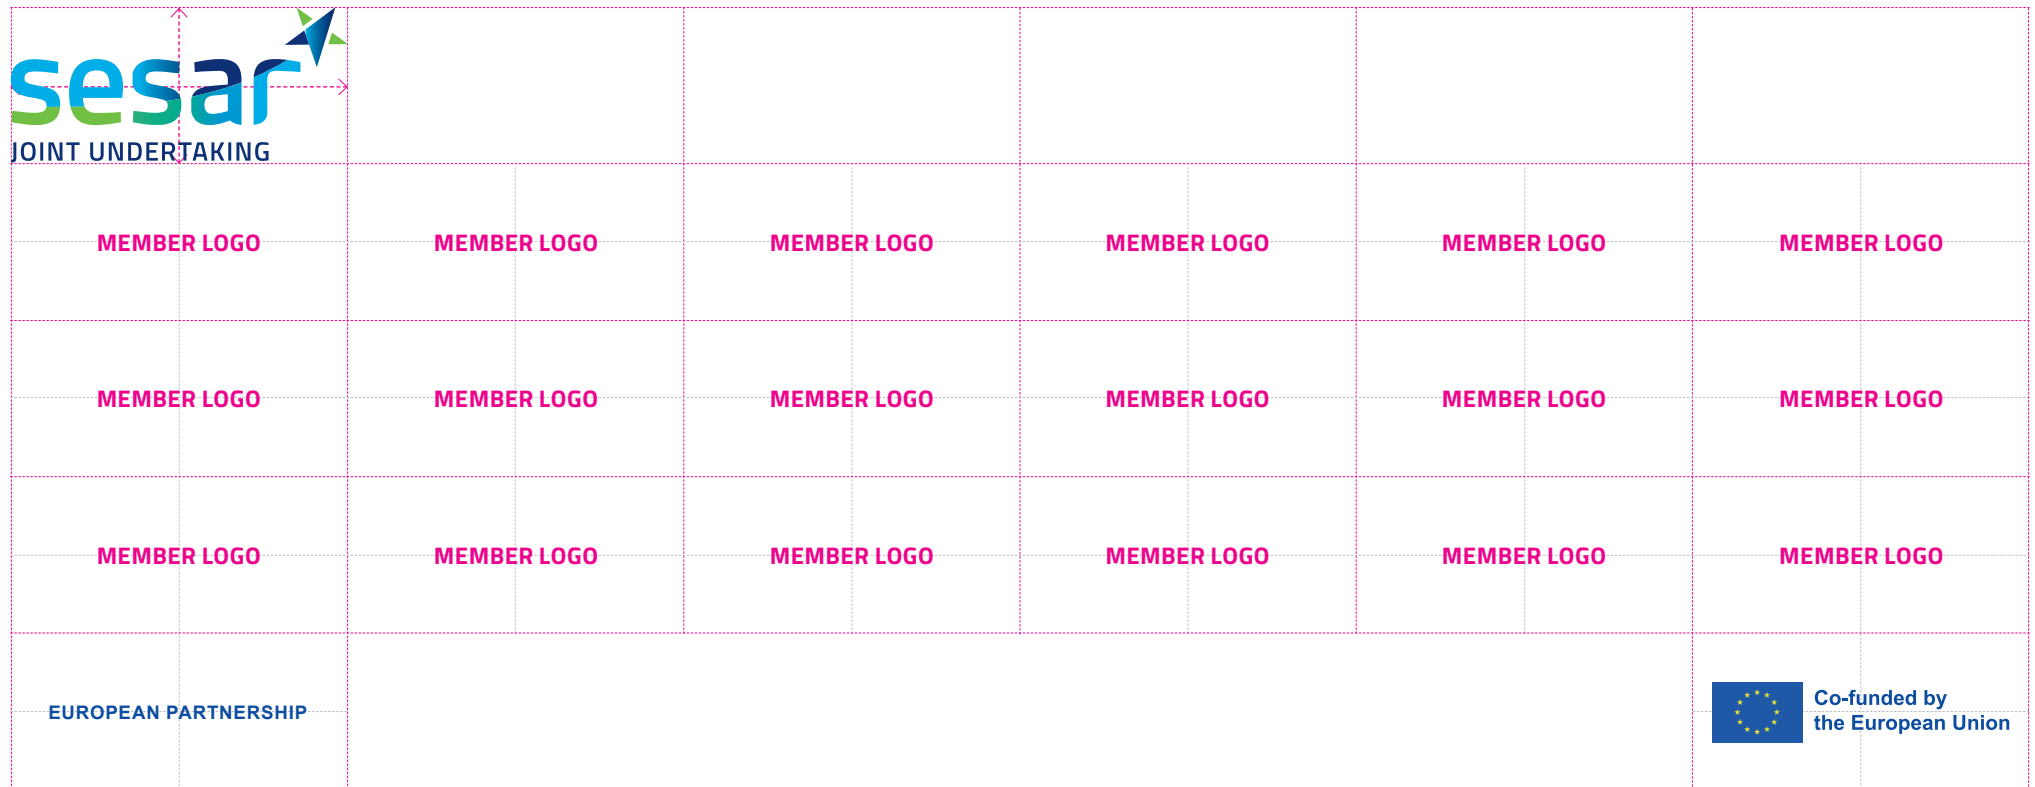 sesar
JOINT UNDERTAKING
MEMBER LOGO MEMBER LOGO MEMBER LOGO MEMBER LOGO MEMBER LOGO MEMBER LOGO
MEMBER LOGO MEMBER LOGO MEMBER LOGO MEMBER LOGO MEMBER LOGO MEMBER LOGO
MEMBER LOGO MEMBER LOGO MEMBER LOGO MEMBER LOGO MEMBER LOGO MEMBER LOGO
EUROPEAN PARTNERSHIP
Co-funded by
the European Union